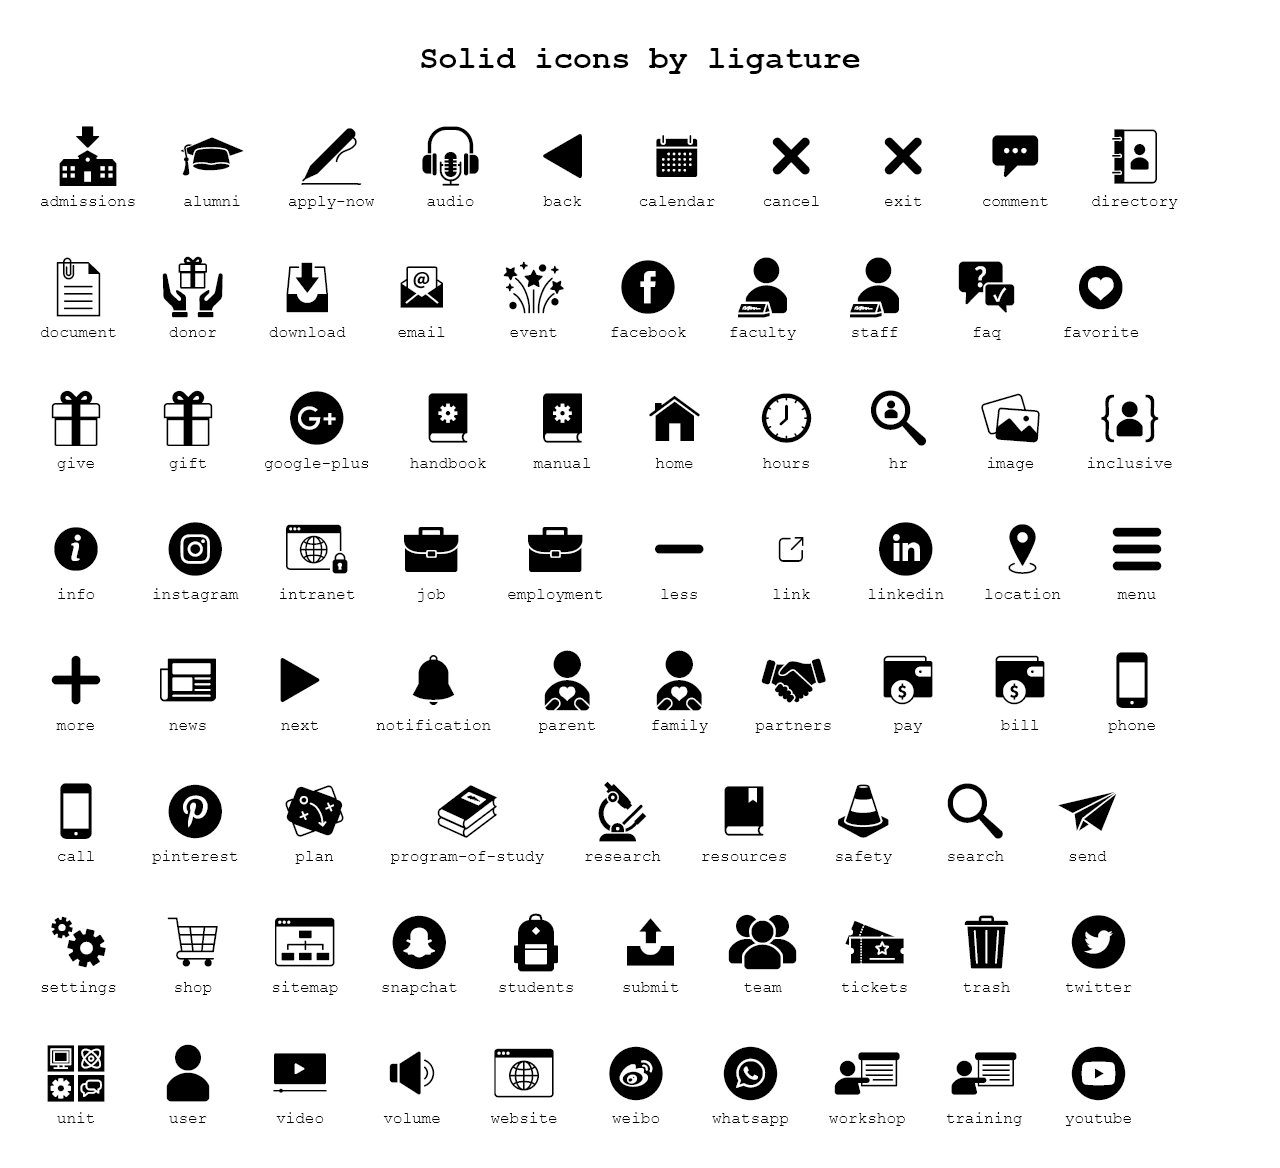 Solid icons by ligature
admissions alumni apply-now audio back calendar cancel exit comment directory
document donor download email event facebook faculty staff faq favorite
give gift google-plus handbook manual home hours hr image inclusive
info instagram intranet job employment less link linkedin location menu
more news next notification parent family partners pay bill phone
call pinterest plan program-of-study research resources safety search send
settings shop sitemap snapchat students submit team tickets trash twitter
unit user video volume website weibo whatsapp workshop training youtube